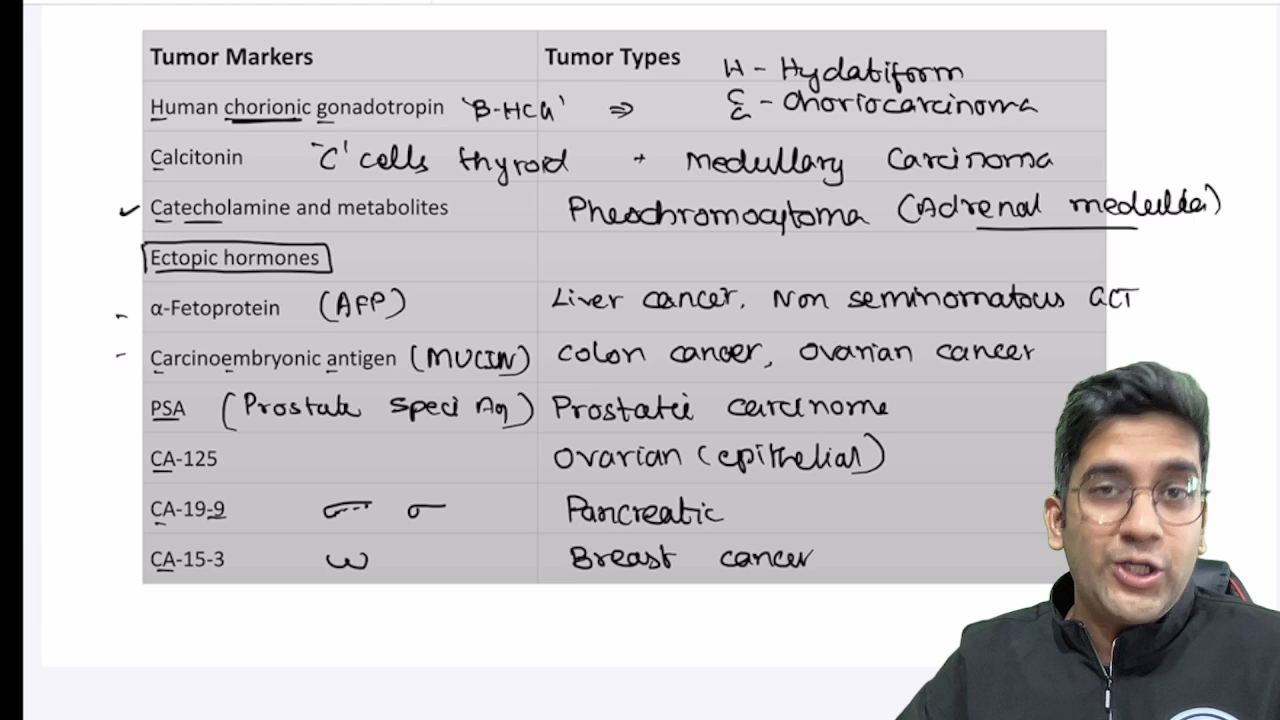 Tumor Markers Tumor Types H - Hydatiform
Human chorionic gonadotropin 'B-HCG' ⇒ C - choriocarcinoma
Calcitonin 'C' cells thyroid + Medullary Carcinoma
Catecholamine and metabolites Pheochromocytoma (Adrenal medulla)
Ectopic hormones
α-Fetoprotein (AFP) Liver cancer, Non seminomatous GCT
Carcinoembryonic antigen (MUCIN) Colon cancer, Ovarian cancer
PSA (Prostate Speci Ag) Prostatic carcinoma
CA-125 Ovarian (epithelial)
CA-19-9 Pancreatic
CA-15-3 Breast cancer